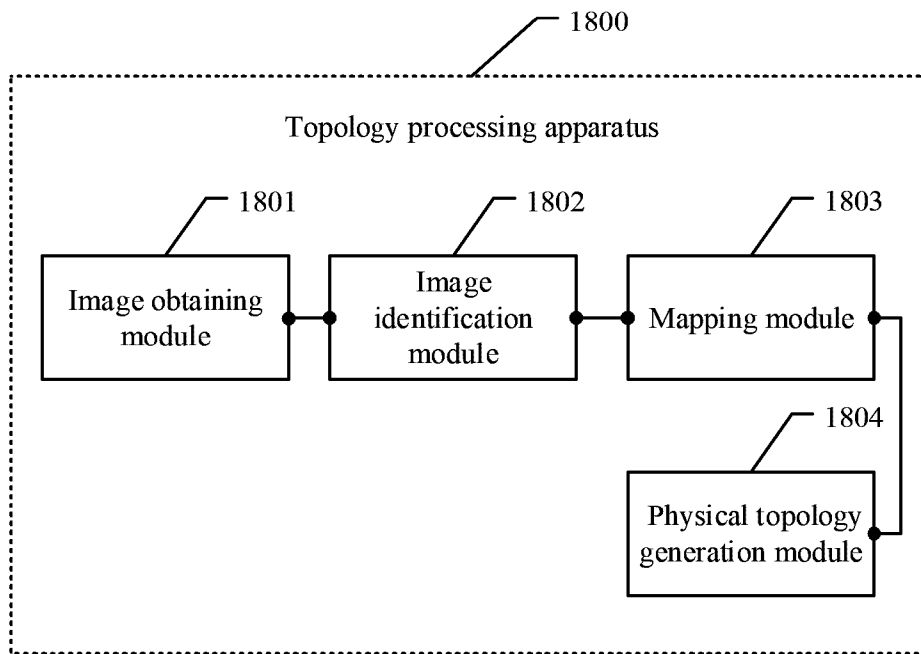 1800
Topology processing apparatus
1801
1802
1803
Image obtaining
module
Image
identification
module
Mapping module
1804
Physical topology
generation module